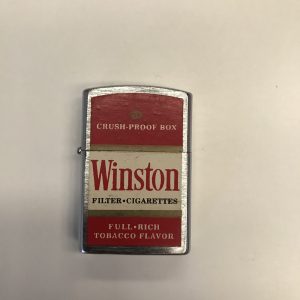 CRUSH-PROOF BOX
Winston
FILTER·CIGARETTES
FULL·RICH
TOBACCO FLAVOR